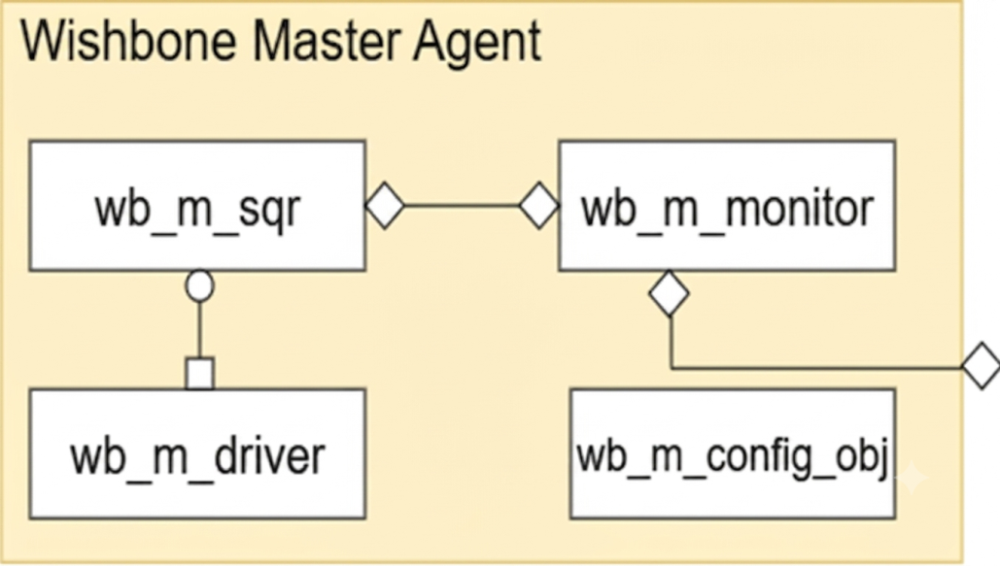 Wishbone Master Agent
wb_m_sqr
wb_m_monitor
wb_m_driver
wb_m_config_obj